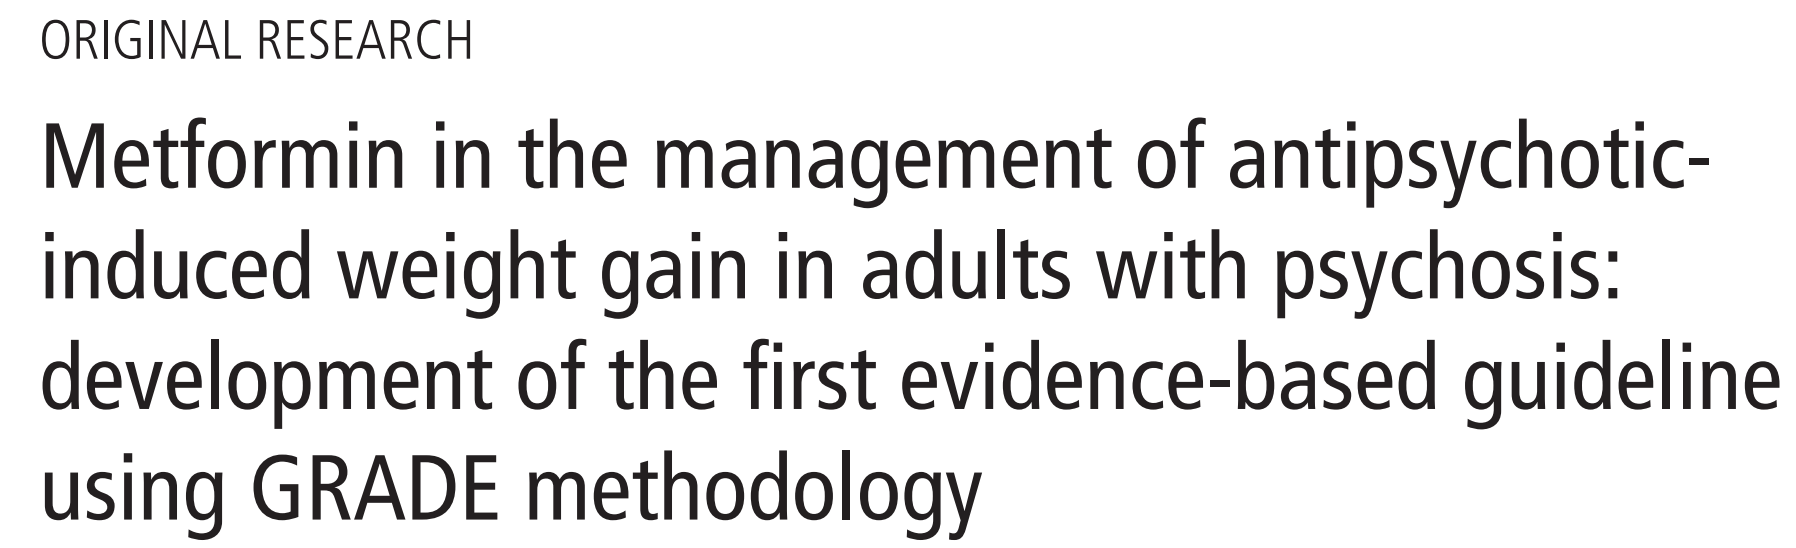 ORIGINAL RESEARCH
Metformin in the management of antipsychotic-
induced weight gain in adults with psychosis:
development of the first evidence-based guideline
using GRADE methodology